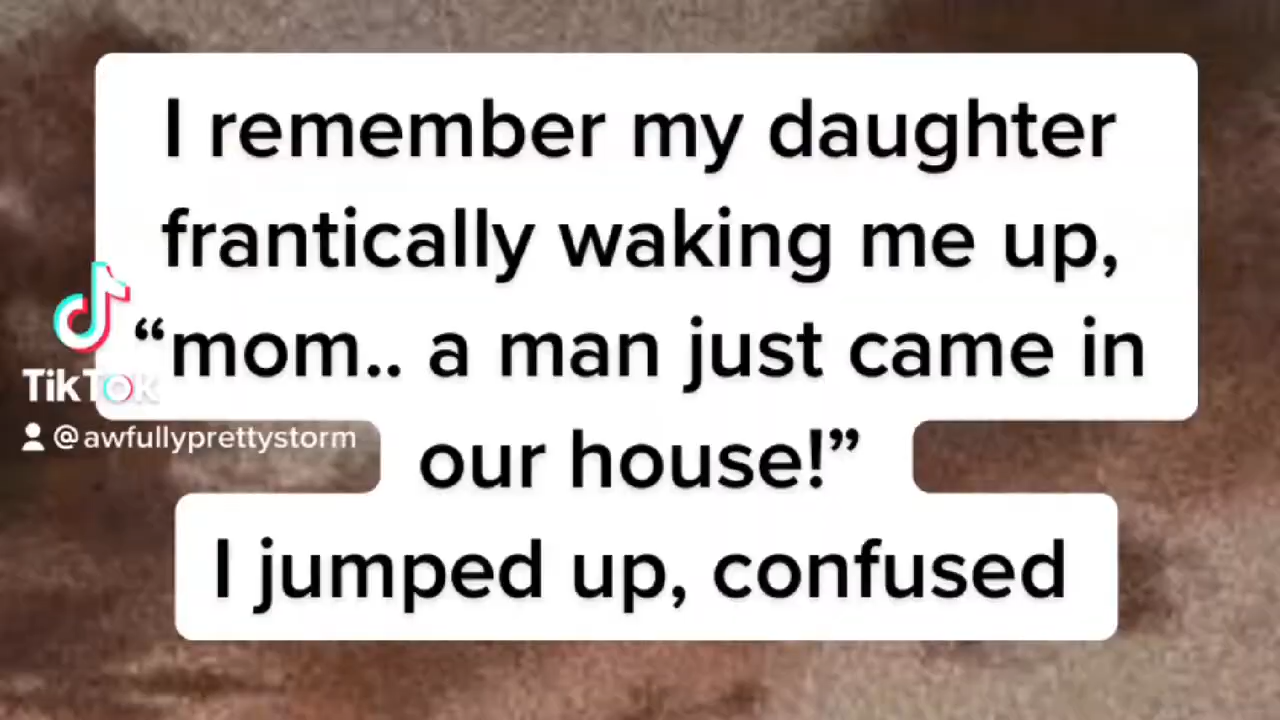 I remember my daughter
frantically waking me up,
“mom.. a man just came in
our house!”
I jumped up, confused
TikTok
@awfullyprettystorm